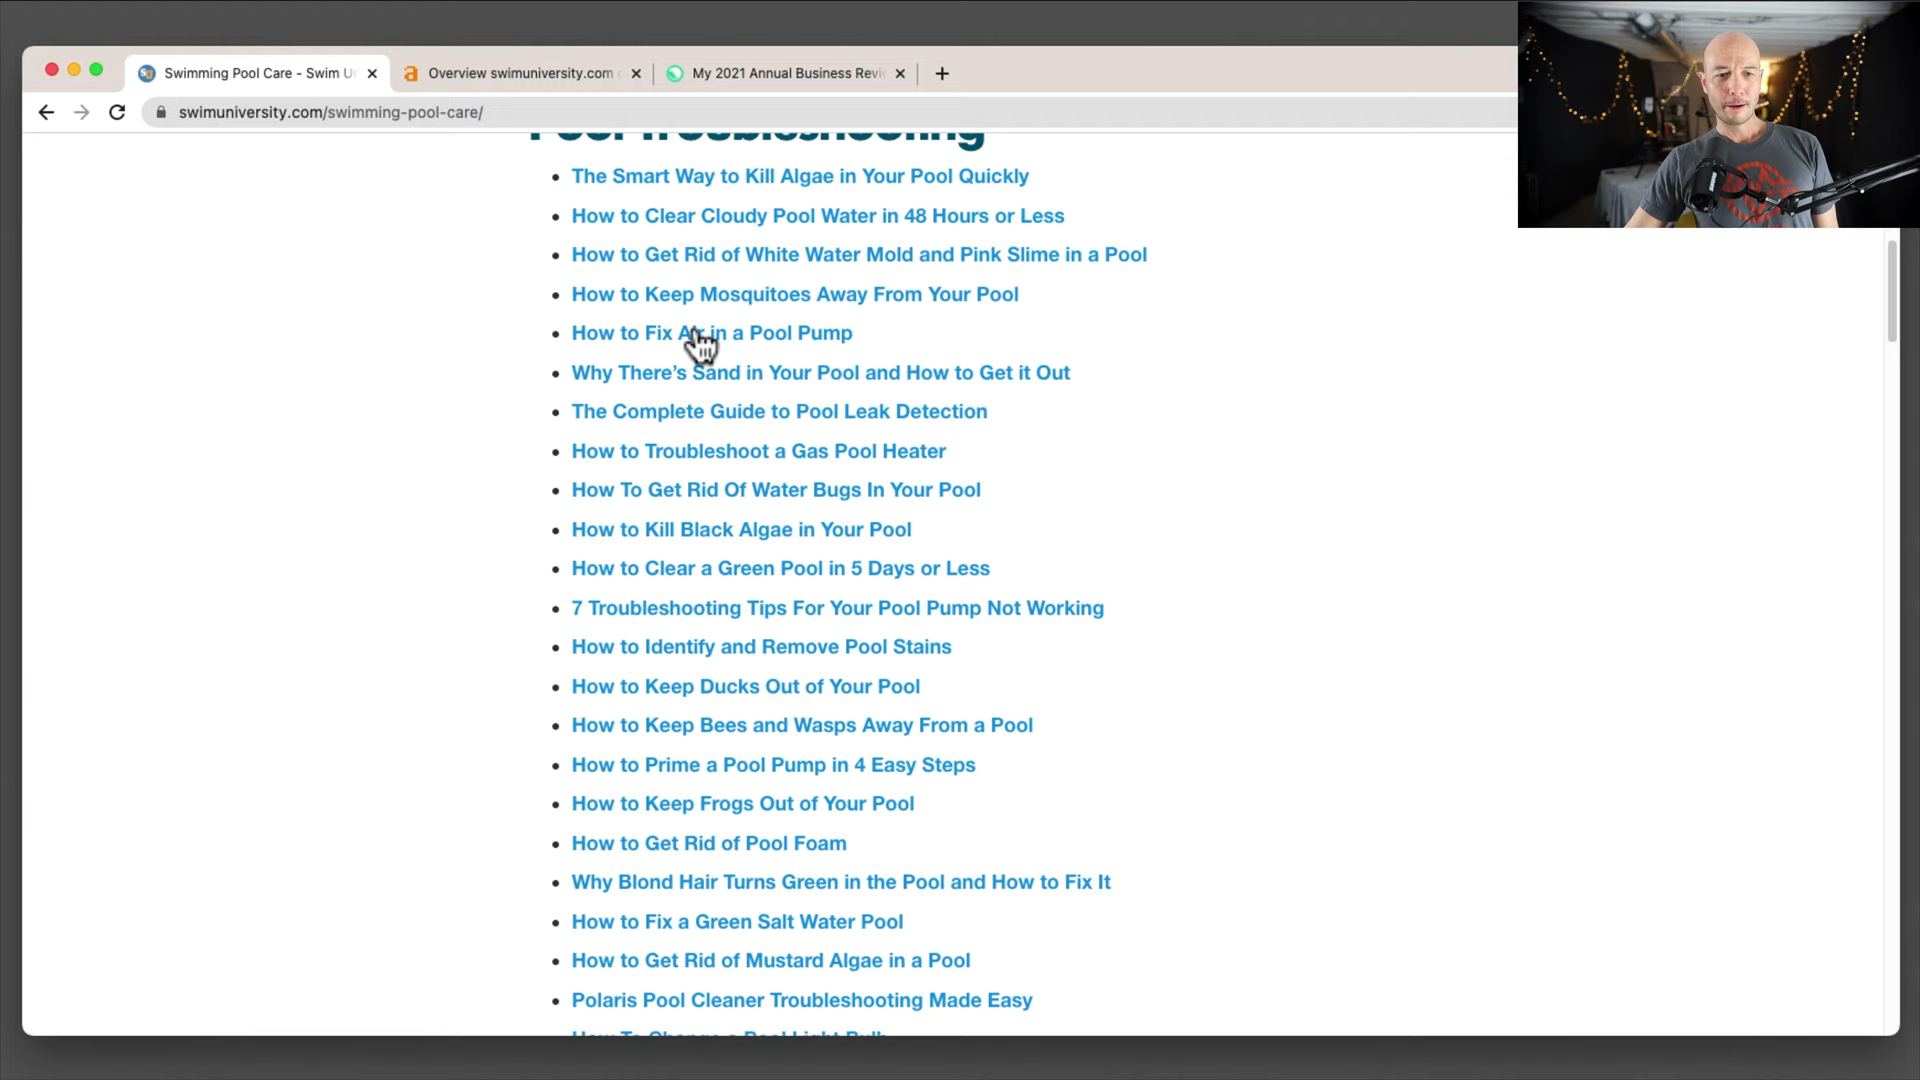 Swimming Pool Care - Swim U
Overview swimuniversity.com
My 2021 Annual Business Revi
swimuniversity.com/swimming-pool-care/
Pool Troubleshooting
The Smart Way to Kill Algae in Your Pool Quickly
How to Clear Cloudy Pool Water in 48 Hours or Less
How to Get Rid of White Water Mold and Pink Slime in a Pool
How to Keep Mosquitoes Away From Your Pool
How to Fix Air in a Pool Pump
Why There’s Sand in Your Pool and How to Get it Out
The Complete Guide to Pool Leak Detection
How to Troubleshoot a Gas Pool Heater
How To Get Rid Of Water Bugs In Your Pool
How to Kill Black Algae in Your Pool
How to Clear a Green Pool in 5 Days or Less
7 Troubleshooting Tips For Your Pool Pump Not Working
How to Identify and Remove Pool Stains
How to Keep Ducks Out of Your Pool
How to Keep Bees and Wasps Away From a Pool
How to Prime a Pool Pump in 4 Easy Steps
How to Keep Frogs Out of Your Pool
How to Get Rid of Pool Foam
Why Blond Hair Turns Green in the Pool and How to Fix It
How to Fix a Green Salt Water Pool
How to Get Rid of Mustard Algae in a Pool
Polaris Pool Cleaner Troubleshooting Made Easy
How To Change a Pool Light Bulb